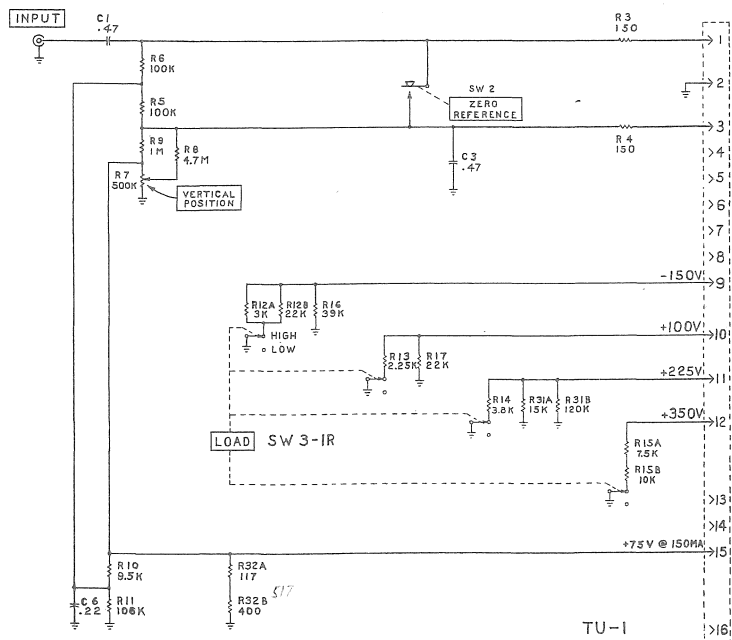 INPUT
C1
.47
R3
150
1
R6
100K
SW 2
ZERO
REFERENCE
2
R5
100K
3
R4
150
R9
1M
R8
4.7M
C3
.47
4
R7
500K
VERTICAL
POSITION
5
6
7
8
-150V
9
R12A
3K
R12B
22K
R16
39K
HIGH
LOW
+100V
10
R13
2.25K
R17
22K
+225V
11
R14
3.8K
R31A
15K
R31B
120K
+350V
12
LOAD
SW 3-1R
R15A
7.5K
R15B
10K
13
14
+75V @ 150MA
15
R10
9.5K
R32A
117
517
C6
.22
R11
106K
R32B
400
TU-1
16